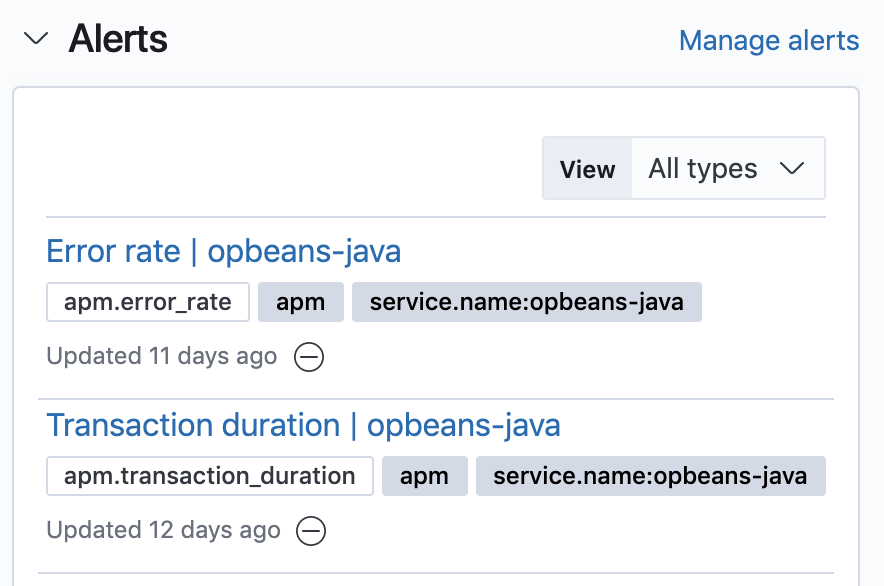 Alerts
Manage alerts
View All types
Error rate | opbeans-java
apm.error_rate apm service.name:opbeans-java
Updated 11 days ago
Transaction duration | opbeans-java
apm.transaction_duration apm service.name:opbeans-java
Updated 12 days ago